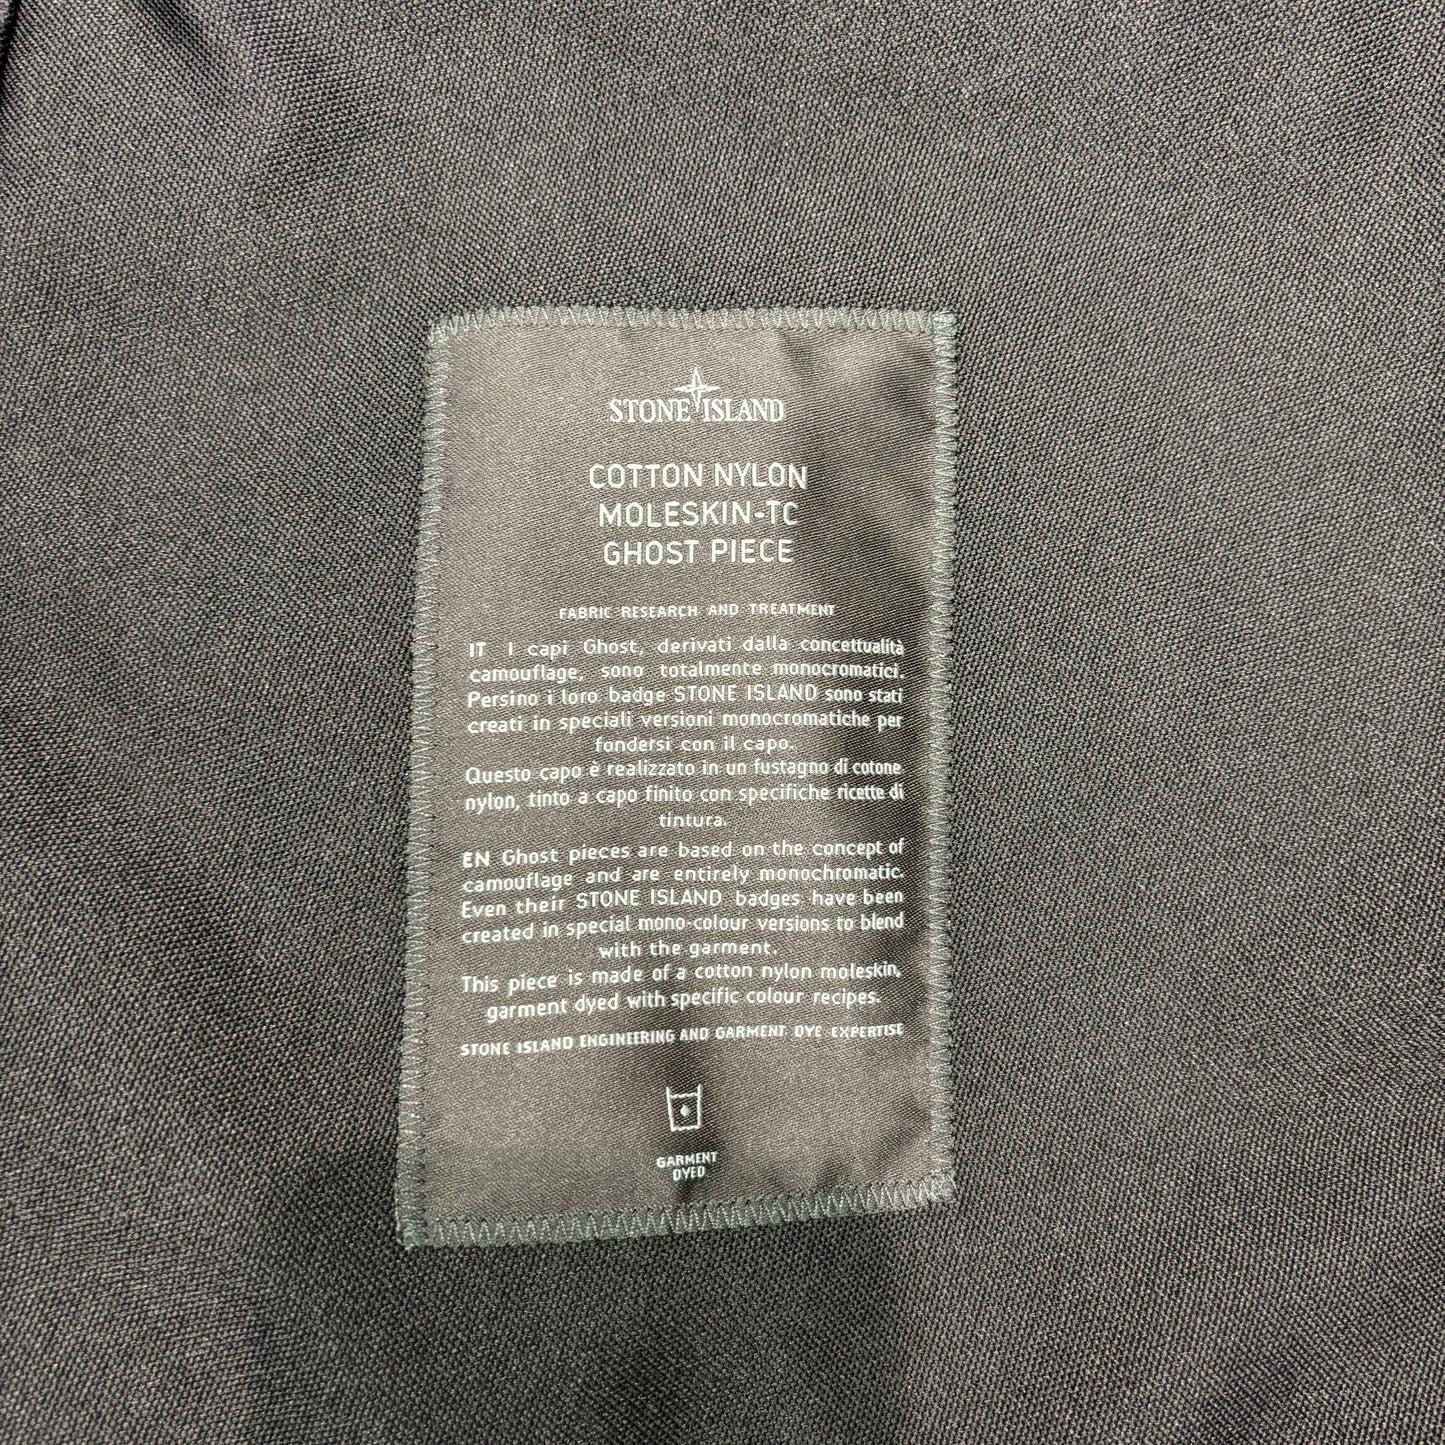 STONE ISLAND
COTTON NYLON
MOLESKIN-TC
GHOST PIECE
FABRIC RESEARCH AND TREATMENT
IT I capi Ghost, derivati dalla concettualità
camouflage, sono totalmente monocromatici.
Persino i loro badge STONE ISLAND sono stati
creati in speciali versioni monocromatiche per
fondersi con il capo.
Questo capo è realizzato in un fustagno di cotone
nylon, tinto a capo finito con specifiche ricette di
tintura.
EN Ghost pieces are based on the concept of
camouflage and are entirely monochromatic.
Even their STONE ISLAND badges have been
created in special mono-colour versions to blend
with the garment.
This piece is made of a cotton nylon moleskin,
garment dyed with specific colour recipes.
STONE ISLAND ENGINEERING AND GARMENT DYE EXPERTISE
GARMENT
DYED